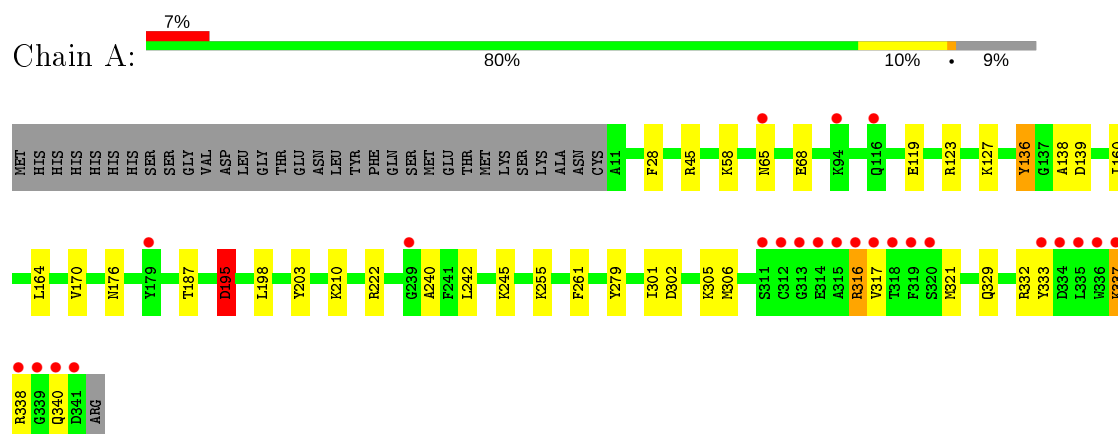 7%
Chain A:
80% 10% • 9%
MET HIS HIS HIS HIS HIS HIS SER SER GLY VAL ASP LEU GLY THR GLU ASN LEU TYR PHE GLN SER MET GLU THR MET LYS SER LYS ALA ASN CYS A11 F28 R45 K58 N65 E68 K94 Q116 E119 R123 K127 Y136 G137 A138 D139 I160
L164 V170 N176 Y179 T187 D195 L198 Y203 K210 R222 G239 A240 F241 L242 K245 K255 F261 Y279 I301 D302 K305 M306 S311 C312 G313 E314 A315 R316 V317 T318 F319 S320 M321 Q329 R332 Y333 D334 L335 W336 K337
R338 G339 Q340 D341 ARG